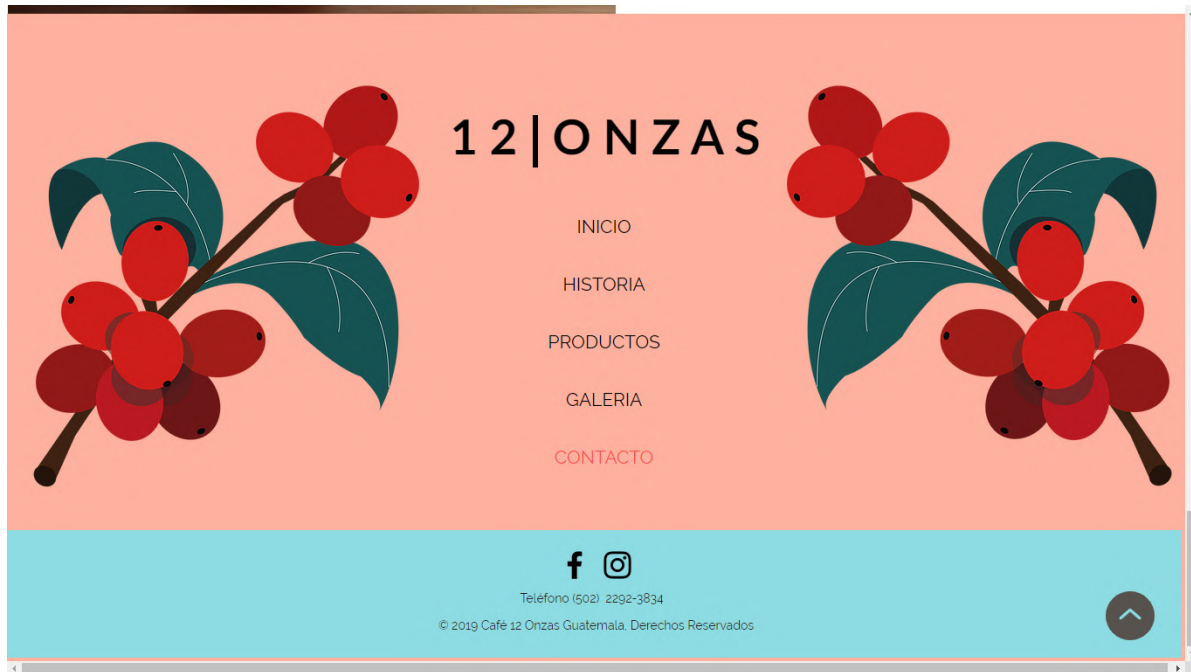 12|ONZAS
INICIO
HISTORIA
PRODUCTOS
GALERIA
CONTACTO
Teléfono (502) 2292-3834
© 2019 Café 12 Onzas Guatemala, Derechos Reservados